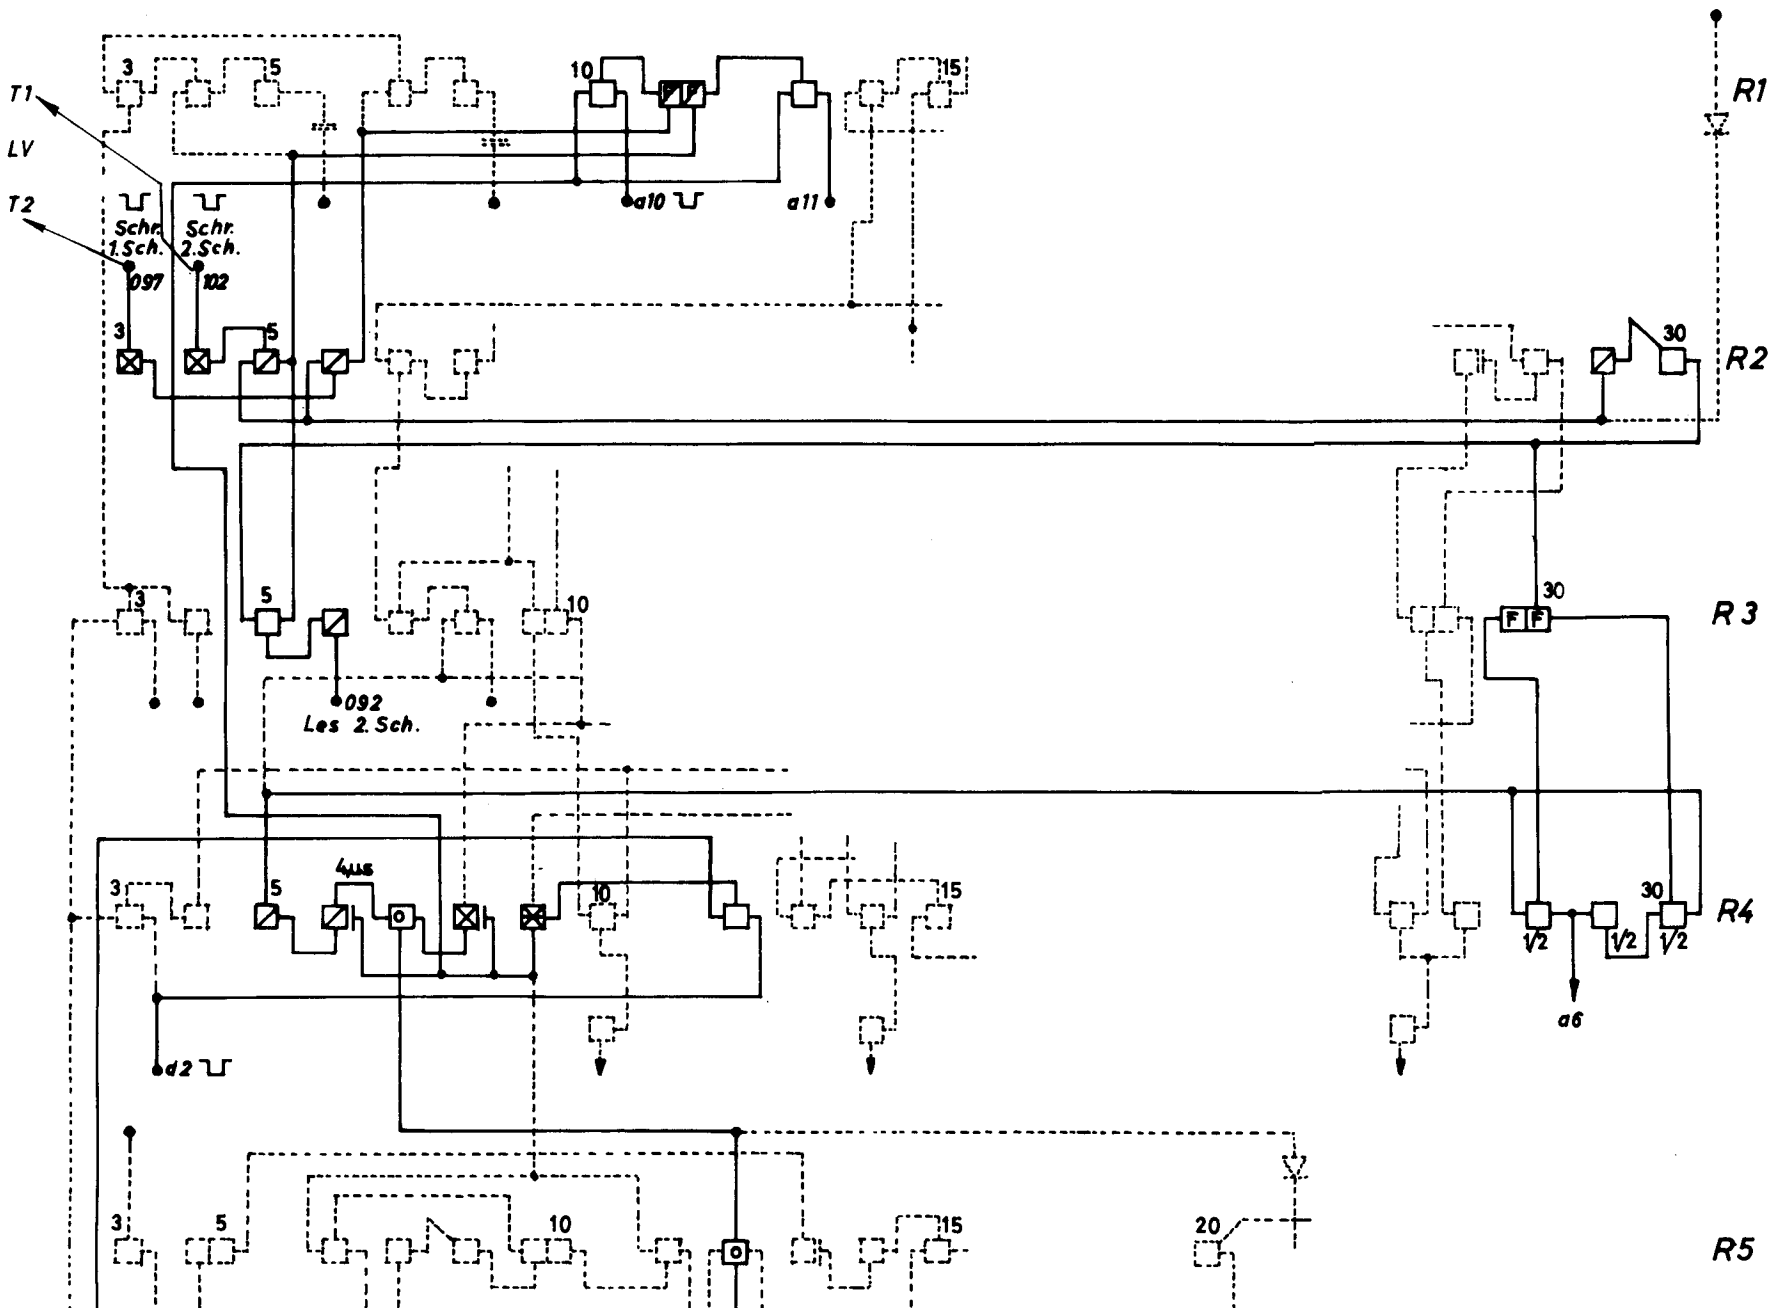 3 5 10 15
R1
T1
LV
T2
a10 a11
Schr. Schr.
1.Sch. 2.Sch.
097 102
3 5 30
R2
3 5 10 30
F F
R3
092
Les 2. Sch.
4µs
3 5 10 15 30
R4
1/2 1/2 1/2
a6
d2
3 5 10 15 20
R5